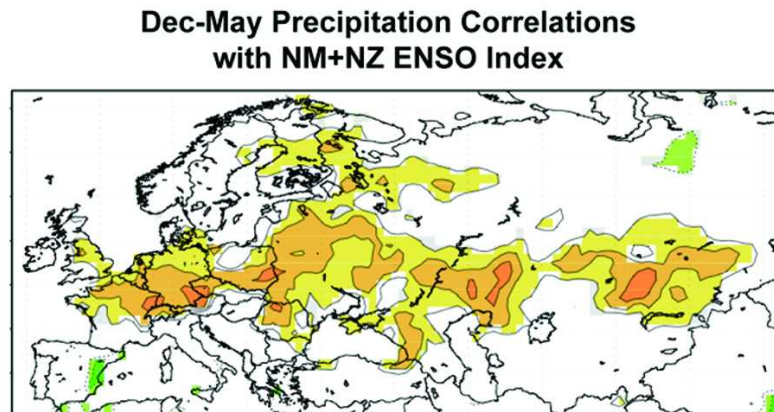 Dec-May Precipitation Correlations
with NM+NZ ENSO Index